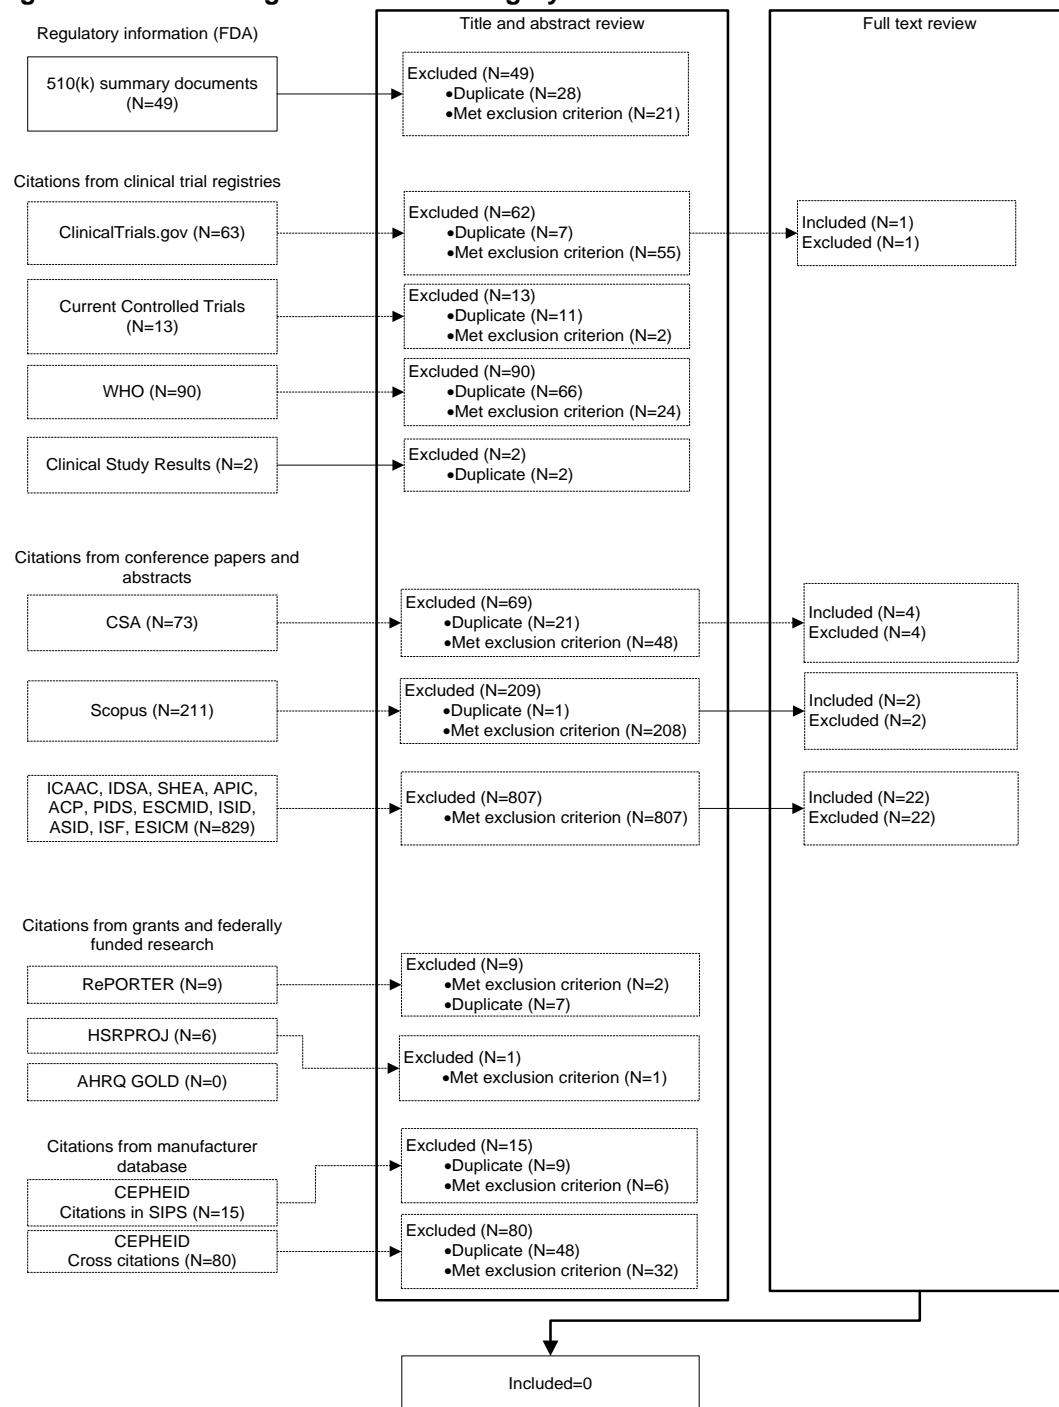 Title and abstract review
Full text review
Regulatory information (FDA)
510(k) summary documents
(N=49)
Excluded (N=49)
•Duplicate (N=28)
•Met exclusion criterion (N=21)
Citations from clinical trial registries
ClinicalTrials.gov (N=63)
Excluded (N=62)
•Duplicate (N=7)
•Met exclusion criterion (N=55)
Included (N=1)
Excluded (N=1)
Current Controlled Trials
(N=13)
Excluded (N=13)
•Duplicate (N=11)
•Met exclusion criterion (N=2)
WHO (N=90)
Excluded (N=90)
•Duplicate (N=66)
•Met exclusion criterion (N=24)
Clinical Study Results (N=2)
Excluded (N=2)
•Duplicate (N=2)
Citations from conference papers and
abstracts
CSA (N=73)
Excluded (N=69)
•Duplicate (N=21)
•Met exclusion criterion (N=48)
Included (N=4)
Excluded (N=4)
Scopus (N=211)
Excluded (N=209)
•Duplicate (N=1)
•Met exclusion criterion (N=208)
Included (N=2)
Excluded (N=2)
ICAAC, IDSA, SHEA, APIC,
ACP, PIDS, ESCMID, ISID,
ASID, ISF, ESICM (N=829)
Excluded (N=807)
•Met exclusion criterion (N=807)
Included (N=22)
Excluded (N=22)
Citations from grants and federally
funded research
RePORTER (N=9)
Excluded (N=9)
•Met exclusion criterion (N=2)
•Duplicate (N=7)
HSRPROJ (N=6)
AHRQ GOLD (N=0)
Excluded (N=1)
•Met exclusion criterion (N=1)
Citations from manufacturer
database
CEPHEID
Citations in SIPS (N=15)
Excluded (N=15)
•Duplicate (N=9)
•Met exclusion criterion (N=6)
CEPHEID
Cross citations (N=80)
Excluded (N=80)
•Duplicate (N=48)
•Met exclusion criterion (N=32)
Included=0